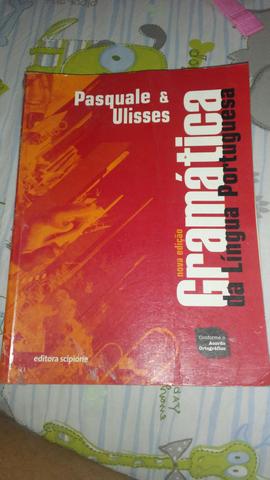 Pasquale &
Ulisses
nova edição
Gramática
da Língua Portuguesa
Conforme o
Acordo
Ortográfico
editora scipione